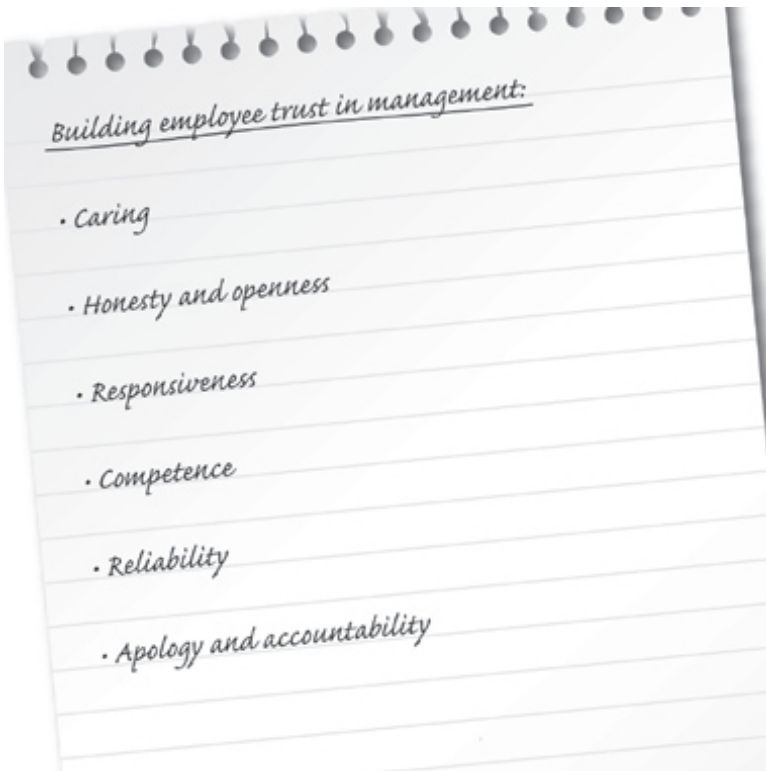 Building employee trust in management:
• Caring
• Honesty and openness
• Responsiveness
• Competence
• Reliability
• Apology and accountability